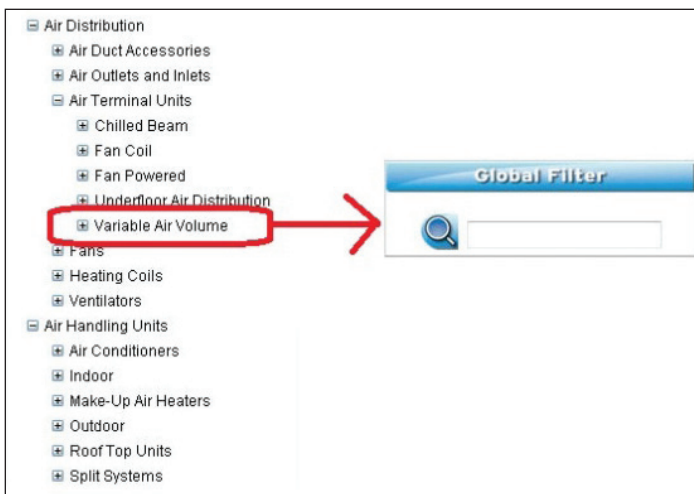 Air Distribution
Air Duct Accessories
Air Outlets and Inlets
Air Terminal Units
Chilled Beam
Fan Coil
Fan Powered
Underfloor Air Distribution
Variable Air Volume
Fans
Heating Coils
Ventilators
Air Handling Units
Air Conditioners
Indoor
Make-Up Air Heaters
Outdoor
Roof Top Units
Split Systems
Global Filter